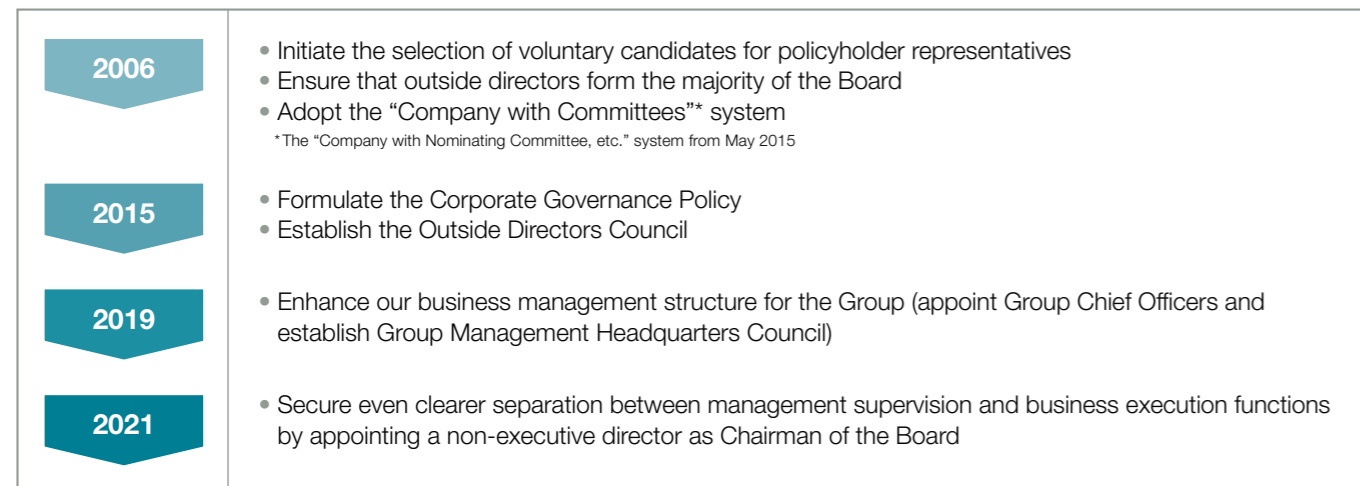 2006
• Initiate the selection of voluntary candidates for policyholder representatives
• Ensure that outside directors form the majority of the Board
• Adopt the “Company with Committees”* system
*The “Company with Nominating Committee, etc.” system from May 2015
2015
• Formulate the Corporate Governance Policy
• Establish the Outside Directors Council
2019
• Enhance our business management structure for the Group (appoint Group Chief Officers and
establish Group Management Headquarters Council)
2021
• Secure even clearer separation between management supervision and business execution functions
by appointing a non-executive director as Chairman of the Board